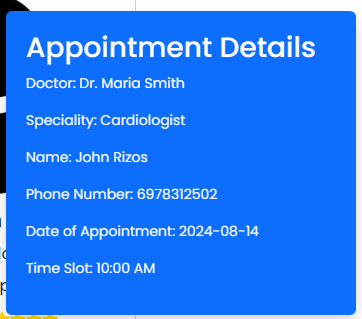 Appointment Details
Doctor: Dr. Maria Smith
Speciality: Cardiologist
Name: John Rizos
Phone Number: 6978312502
Date of Appointment: 2024-08-14
Time Slot: 10:00 AM